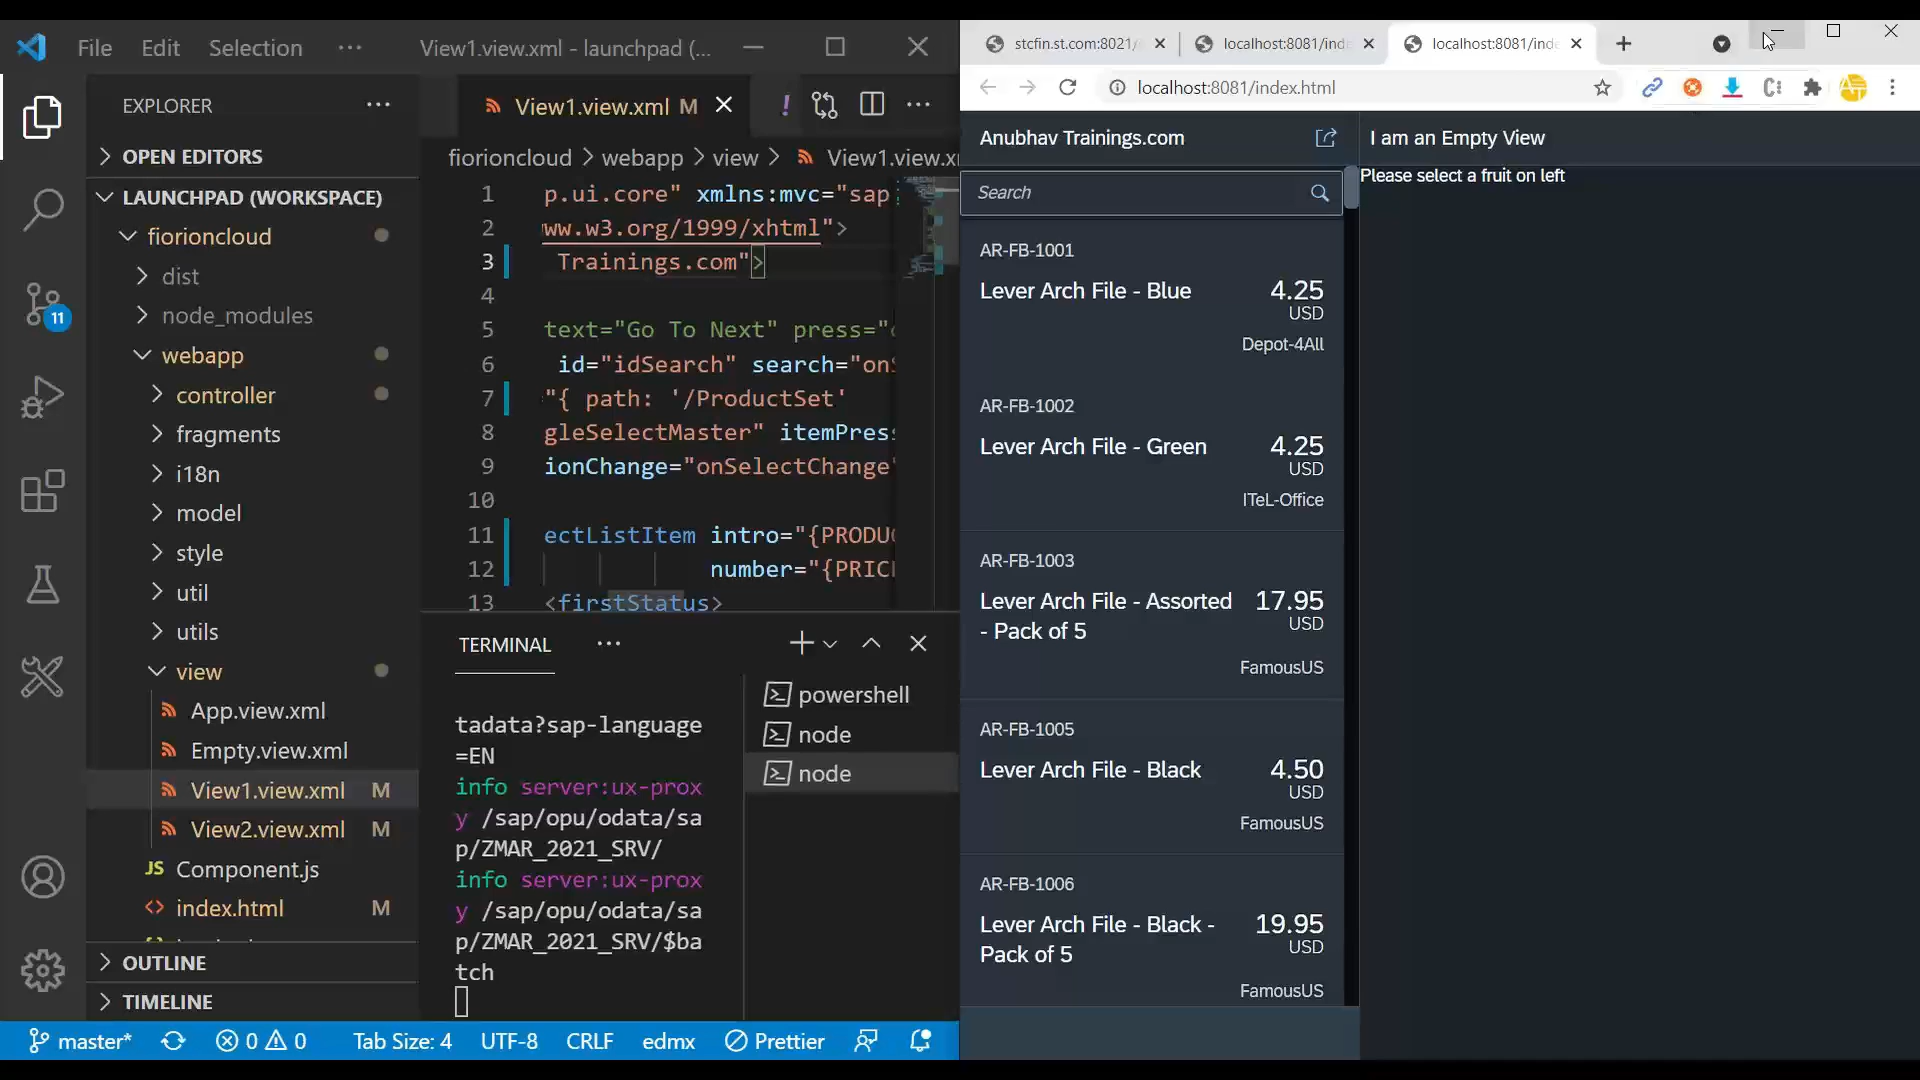 File Edit Selection ··· View1.view.xml - launchpad (...
EXPLORER
OPEN EDITORS
LAUNCHPAD (WORKSPACE)
fiorioncloud
dist
node_modules
webapp
controller
fragments
i18n
model
style
util
utils
view
App.view.xml
Empty.view.xml
View1.view.xml M
View2.view.xml M
JS Component.js
<> index.html M
OUTLINE
TIMELINE
11
View1.view.xml M
fiorioncloud > webapp > view > View1.view.x
1 p.ui.core" xmlns:mvc="sap
2 ww.w3.org/1999/xhtml">
3 Trainings.com">
4
5 text="Go To Next" press="
6 id="idSearch" search="on
7 "{ path: '/ProductSet'
8 gleSelectMaster" itemPres
9 ionChange="onSelectChange
10
11 ectListItem intro="{PRODU
12 number="{PRIC
13 <firstStatus>
TERMINAL
tadata?sap-language
=EN
info server:ux-prox
y /sap/opu/odata/sa
p/ZMAR_2021_SRV/
info server:ux-prox
y /sap/opu/odata/sa
p/ZMAR_2021_SRV/$ba
tch
powershell
node
node
master* 0 0 Tab Size: 4 UTF-8 CRLF edmx Prettier
stcfin.st.com:8021/ localhost:8081/ind localhost:8081/ind
localhost:8081/index.html
Anubhav Trainings.com
Search
AR-FB-1001
Lever Arch File - Blue 4.25
USD
Depot-4All
AR-FB-1002
Lever Arch File - Green 4.25
USD
ITeL-Office
AR-FB-1003
Lever Arch File - Assorted 17.95
- Pack of 5 USD
FamousUS
AR-FB-1005
Lever Arch File - Black 4.50
USD
FamousUS
AR-FB-1006
Lever Arch File - Black - 19.95
Pack of 5 USD
FamousUS
I am an Empty View
Please select a fruit on left